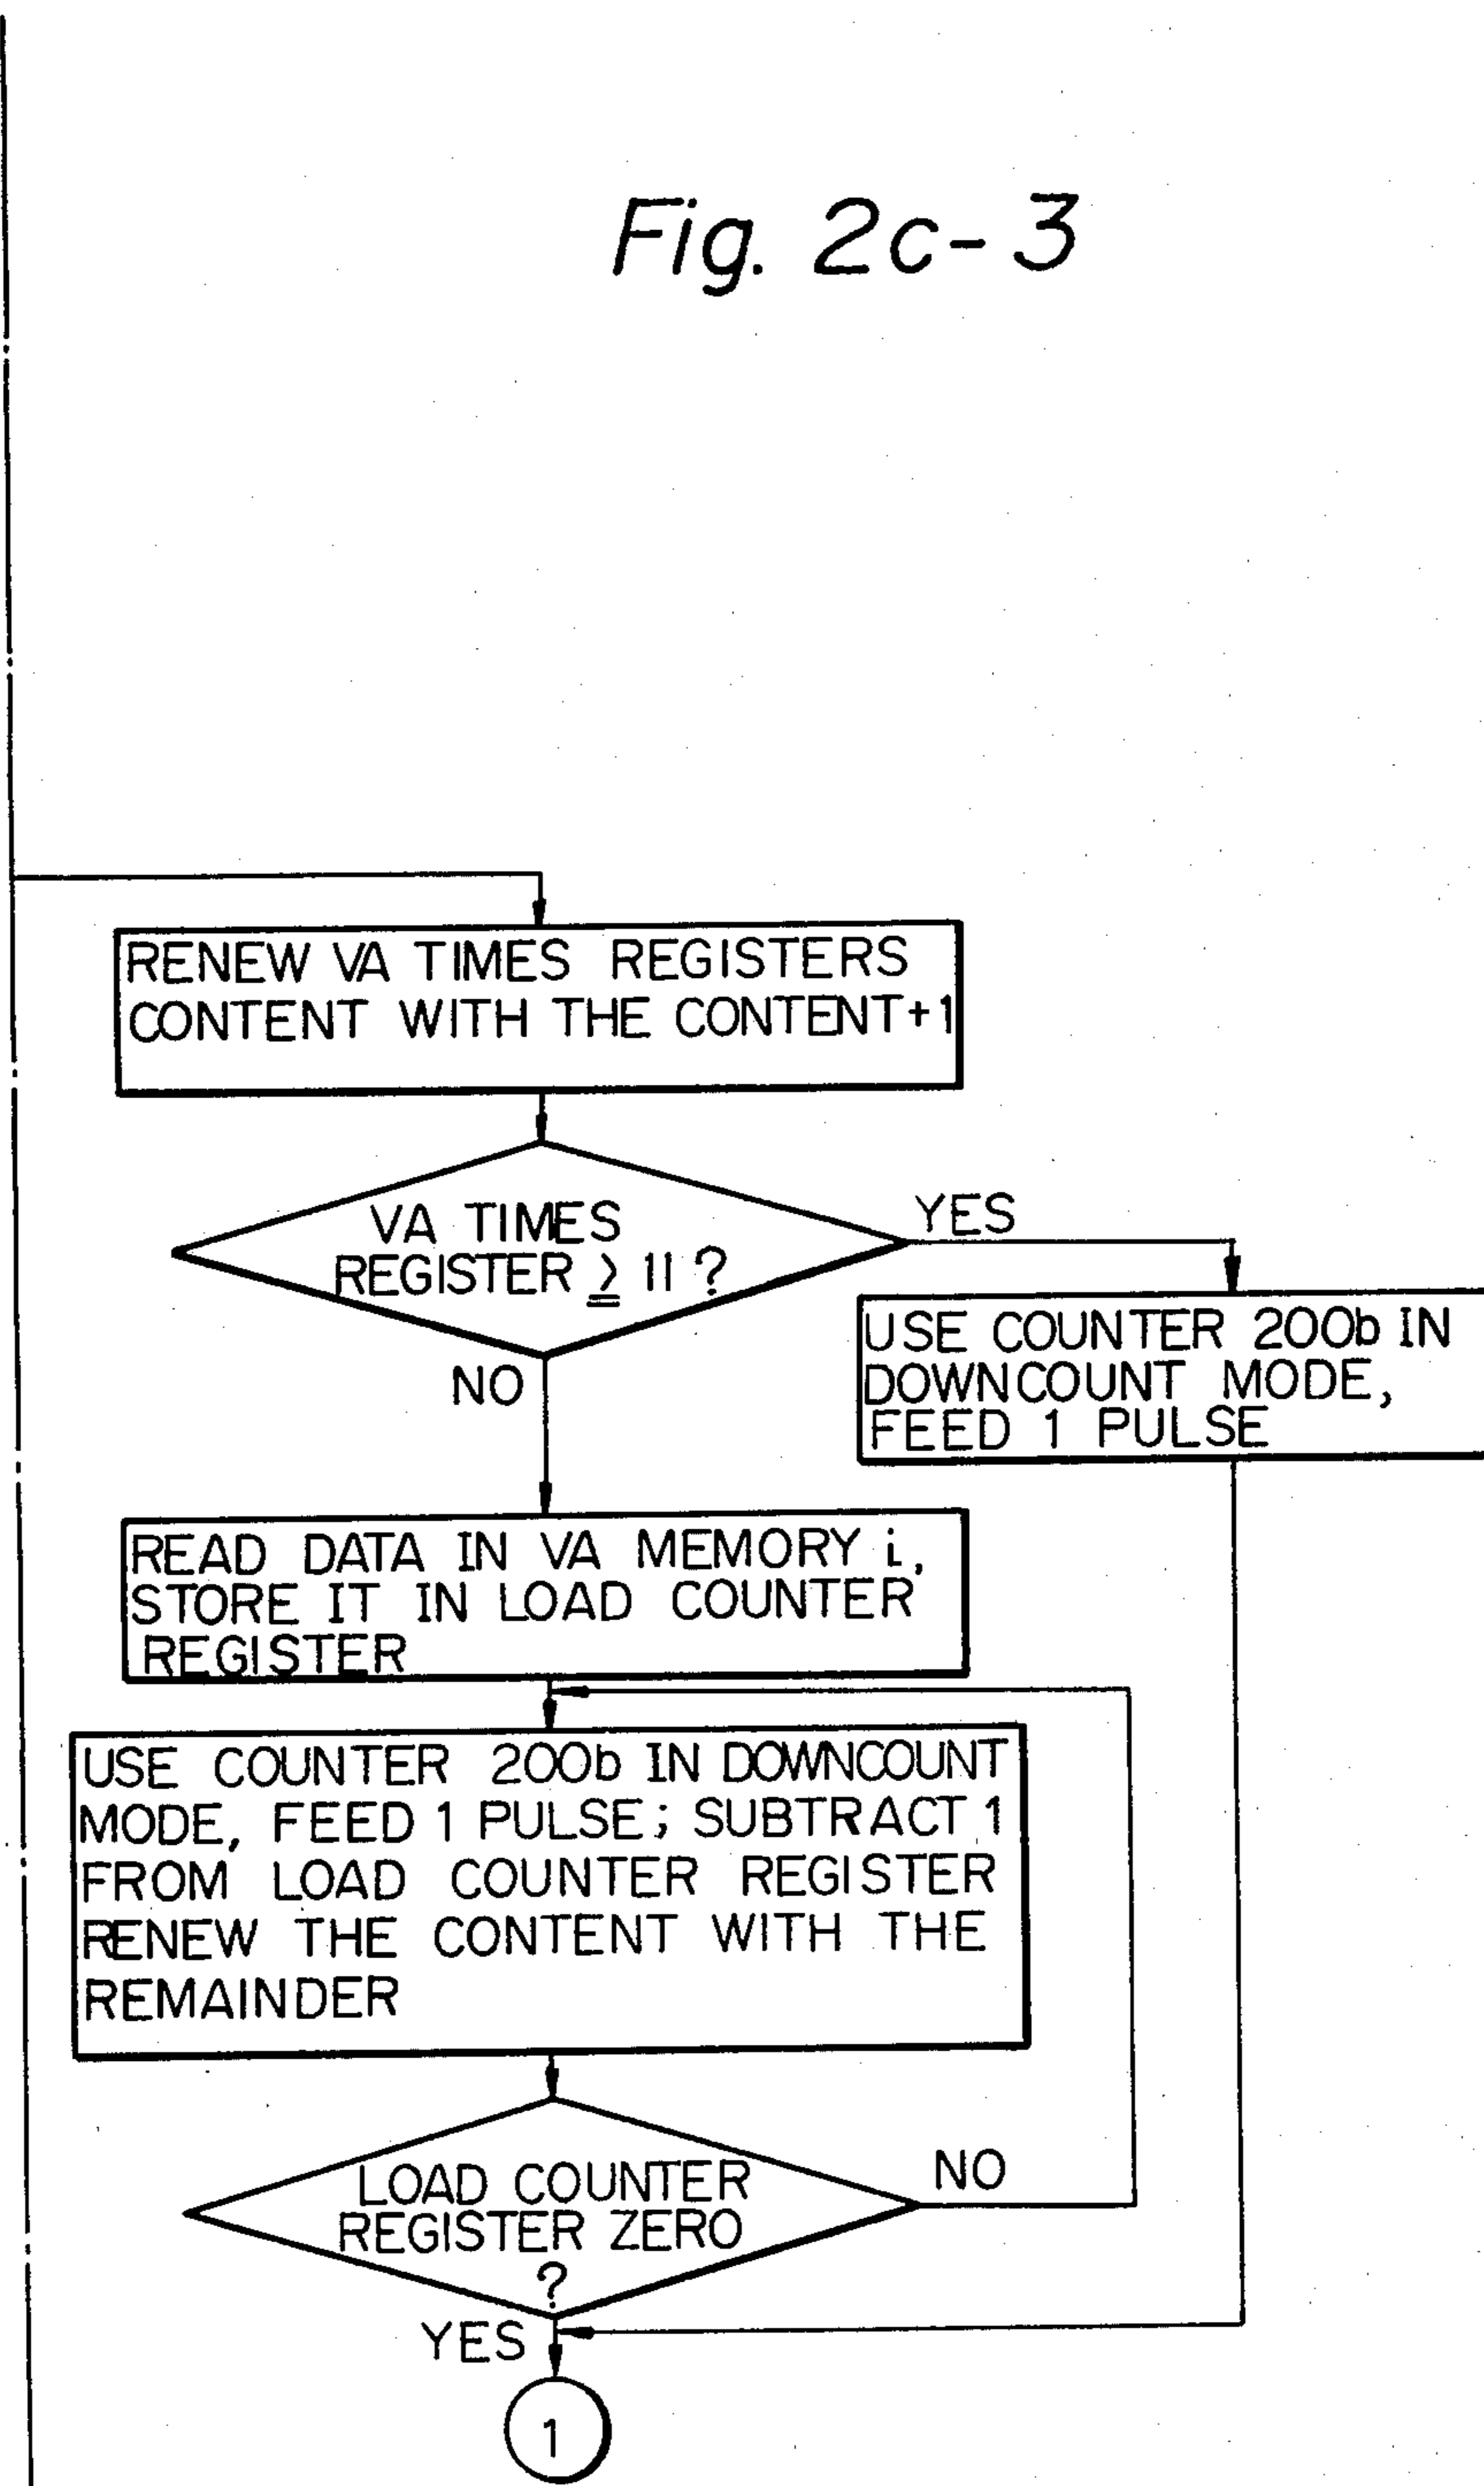 Fig. 2c-3
RENEW VA TIMES REGISTERS
CONTENT WITH THE CONTENT+1
VA TIMES
REGISTER ≧ 11 ?
YES
NO
USE COUNTER 200b IN
DOWNCOUNT MODE,
FEED 1 PULSE
READ DATA IN VA MEMORY i,
STORE IT IN LOAD COUNTER
REGISTER
USE COUNTER 200b IN DOWNCOUNT
MODE, FEED 1 PULSE; SUBTRACT 1
FROM LOAD COUNTER REGISTER
RENEW THE CONTENT WITH THE
REMAINDER
LOAD COUNTER
REGISTER ZERO
?
NO
YES
1